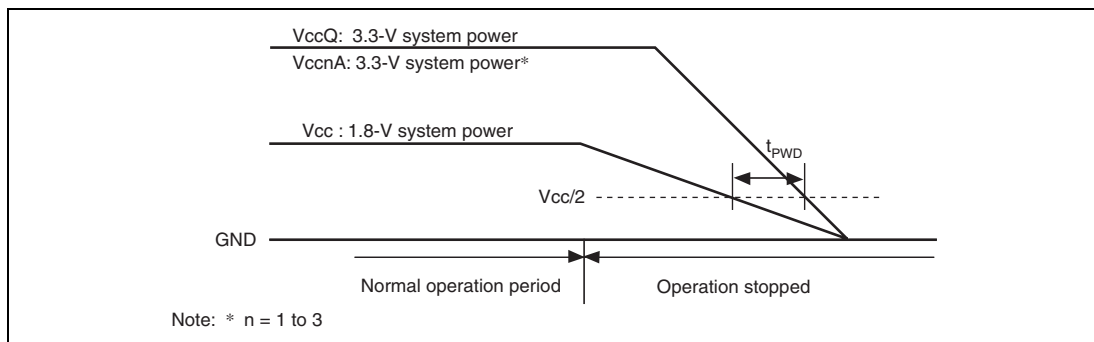 VccQ: 3.3-V system power
VccnA: 3.3-V system power*
Vcc : 1.8-V system power
tPWD
Vcc/2
GND
Normal operation period
Operation stopped
Note: * n = 1 to 3